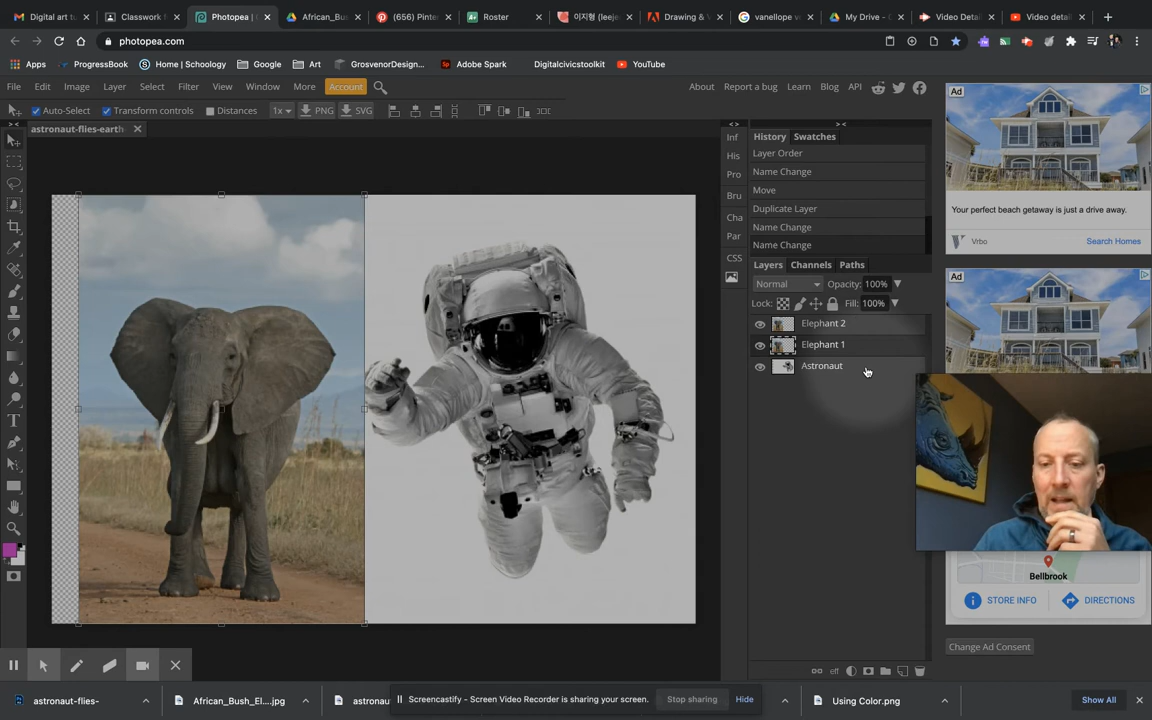 Digital art tu
Classwork f
Photopea |
African_Bu
(656) Pinter
Roster
이지형 (leeje
Drawing & V
vanellope v
My Drive - G
Video Detail
Video detail
photopea.com
Apps
ProgressBook
Home | Schoology
Google
Art
GrosvenorDesign...
Adobe Spark
Digitalcivicstoolkit
YouTube
File Edit Image Layer Select Filter View Window More Account
About Report a bug Learn Blog API
Auto-Select
Transform controls
Distances
1x
PNG
SVG
astronaut-flies-earth
Inf
His
Pro
Bru
Cha
Par
CSS
History Swatches
Layer Order
Name Change
Move
Duplicate Layer
Name Change
Name Change
Layers Channels Paths
Normal
Opacity: 100%
Lock:
Fill: 100%
Elephant 2
Elephant 1
Astronaut
Ad
Your perfect beach getaway is just a drive away.
Vrbo
Search Homes
Ad
Bellbrook
STORE INFO
DIRECTIONS
Change Ad Consent
eff
astronaut-flies-
African_Bush_El....jpg
astronau
Screencastify - Screen Video Recorder is sharing your screen.
Stop sharing
Hide
Using Color.png
Show All